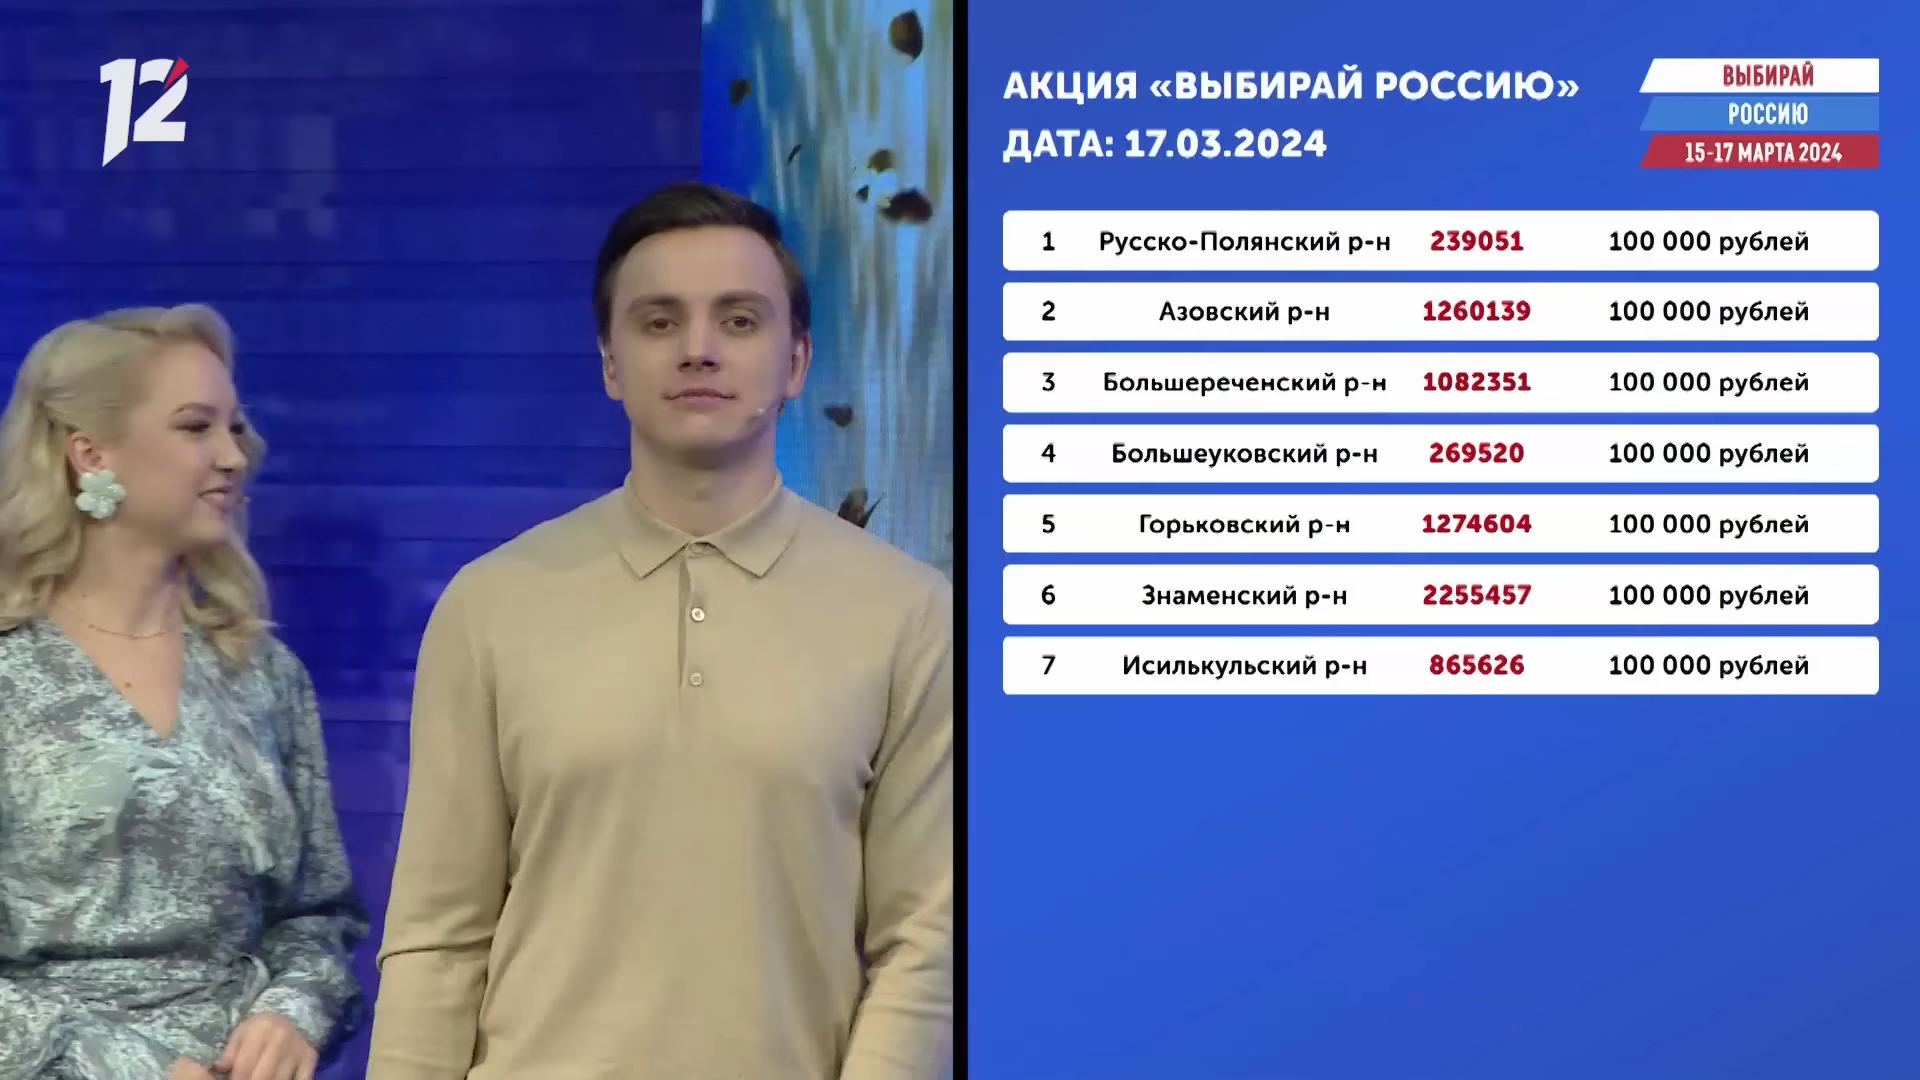 12
АКЦИЯ «ВЫБИРАЙ РОССИЮ»
ДАТА: 17.03.2024
ВЫБИРАЙ
РОССИЮ
15-17 МАРТА 2024
1 Русско-Полянский р-н 239051 100 000 рублей
2 Азовский р-н 1260139 100 000 рублей
3 Большереченский р-н 1082351 100 000 рублей
4 Большеуковский р-н 269520 100 000 рублей
5 Горьковский р-н 1274604 100 000 рублей
6 Знаменский р-н 2255457 100 000 рублей
7 Исилькульский р-н 865626 100 000 рублей